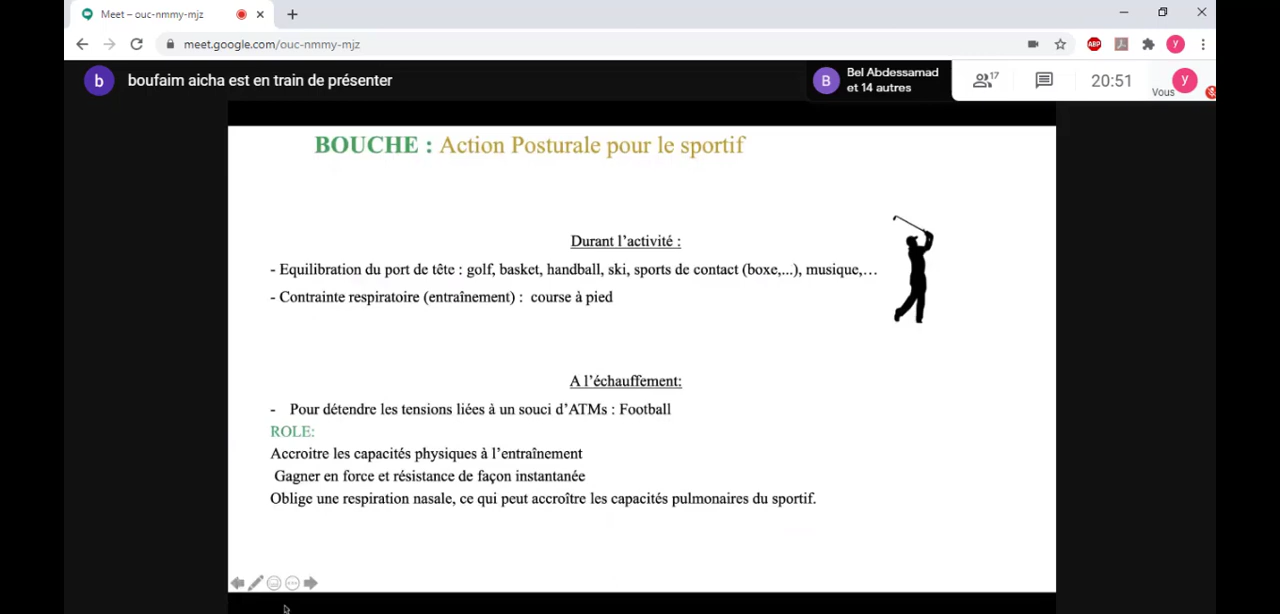 Meet – ouc-nmmy-mjz
meet.google.com/ouc-nmmy-mjz
ABP
y
b
boufaim aicha est en train de présenter
B
Bel Abdessamad
et 14 autres
17
20:51
Vous
y
BOUCHE : Action Posturale pour le sportif
Durant l’activité :
- Equilibration du port de tête : golf, basket, handball, ski, sports de contact (boxe,...), musique,…
- Contrainte respiratoire (entraînement) : course à pied
A l’échauffement:
- Pour détendre les tensions liées à un souci d’ATMs : Football
ROLE:
Accroitre les capacités physiques à l’entraînement
Gagner en force et résistance de façon instantanée
Oblige une respiration nasale, ce qui peut accroître les capacités pulmonaires du sportif.